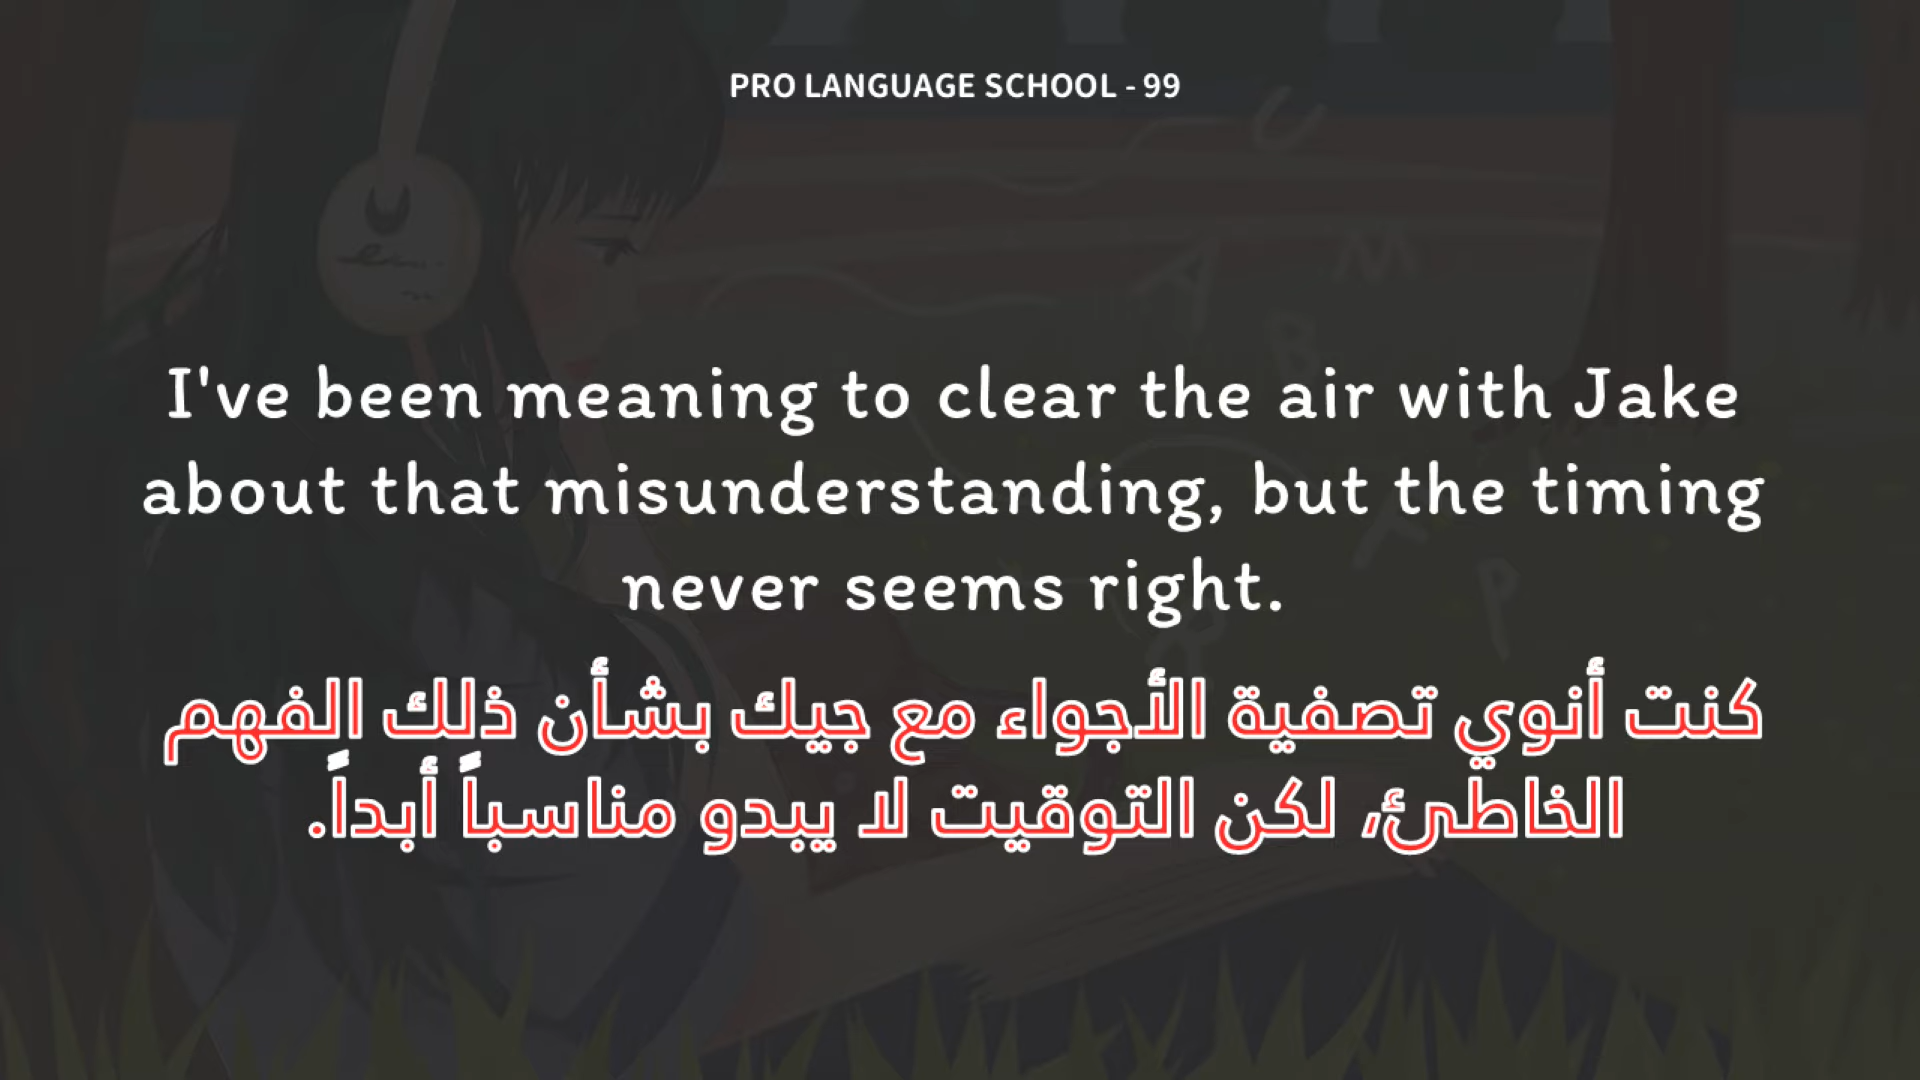 PRO LANGUAGE SCHOOL - 99
I've been meaning to clear the air with Jake
about that misunderstanding, but the timing
never seems right.
كنت أنوي تصفية الأجواء مع جيك بشأن ذلك الفهم
الخاطئ، لكن التوقيت لا يبدو مناسباً أبداً.